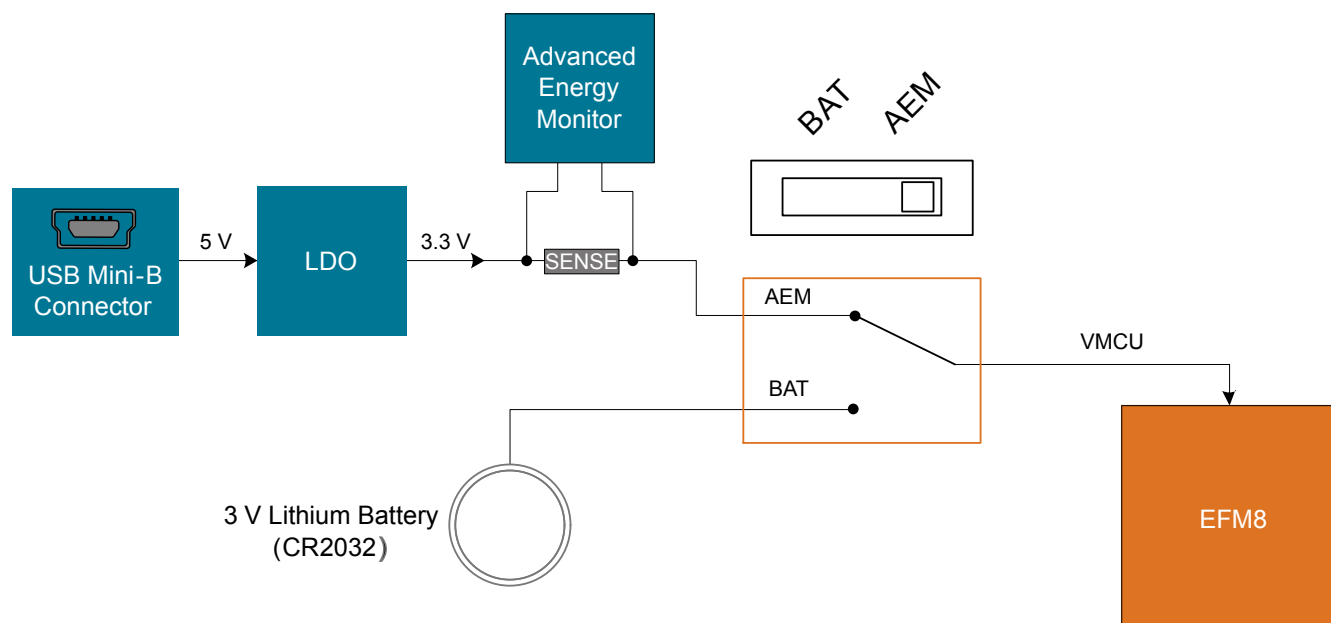 Advanced
Energy
Monitor
BAT
AEM
USB Mini-B
Connector
5 V
LDO
3.3 V
SENSE
AEM
BAT
VMCU
3 V Lithium Battery
(CR2032)
EFM8